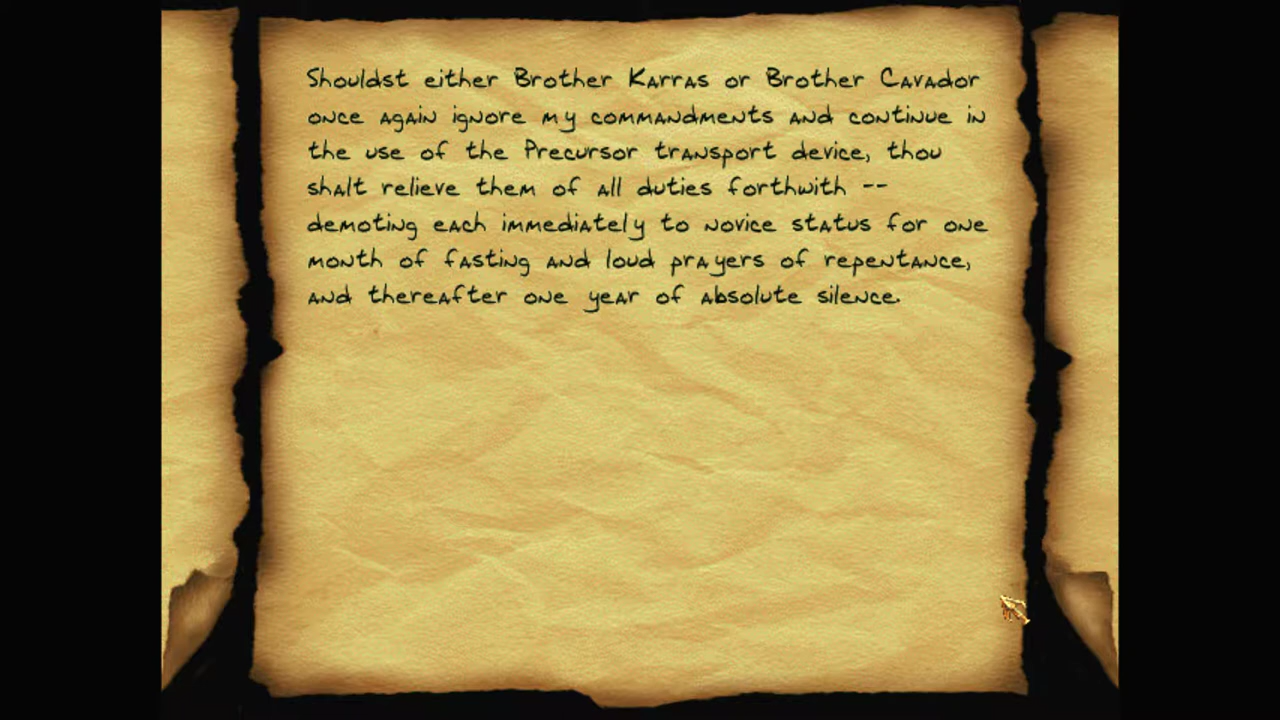 Shouldst either Brother Karras or Brother Cavador
once again ignore my commandments and continue in
the use of the Precursor transport device, thou
shalt relieve them of all duties forthwith --
demoting each immediately to novice status for one
month of fasting and loud prayers of repentance,
and thereafter one year of absolute silence.